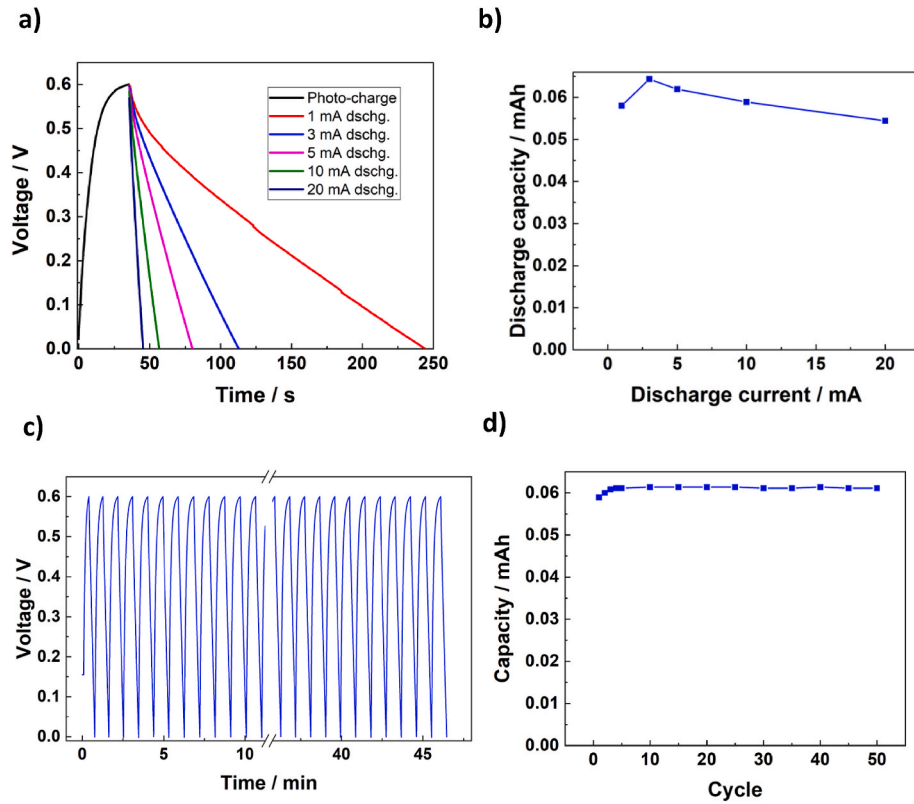 a)
Voltage / V
0.6
0.5
0.4
0.3
0.2
0.1
0.0
Photo-charge
1 mA dschg.
3 mA dschg.
5 mA dschg.
10 mA dschg.
20 mA dschg.
0 50 100 150 200 250
Time / s
b)
Discharge capacity / mAh
0.06
0.05
0.04
0.03
0.02
0.01
0.00
0 5 10 15 20
Discharge current / mA
c)
Voltage / V
0.6
0.5
0.4
0.3
0.2
0.1
0.0
0 5 10 40 45
Time / min
d)
Capacity / mAh
0.06
0.05
0.04
0.03
0.02
0.01
0.00
0 10 20 30 40 50
Cycle